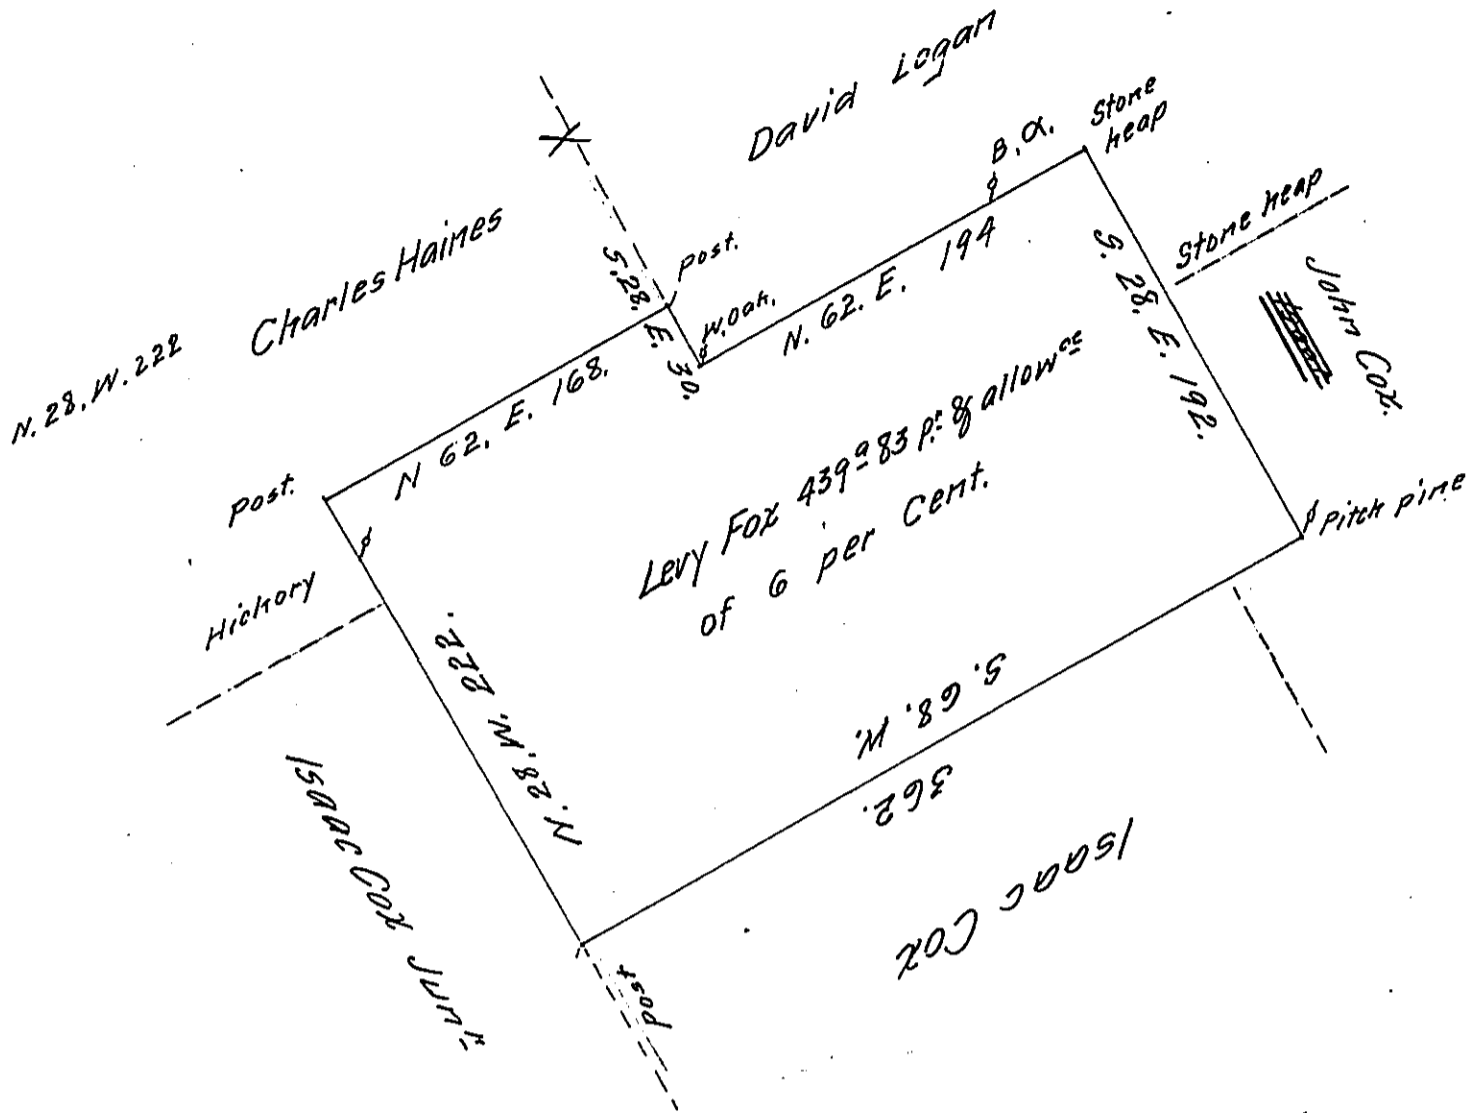 David Logan
B. α. Stone
heap
Stone heap
John Cox.
S. 28. E. 192.
Charles Haines
N. 28. W. 222
S. 28. E. 30.
post.
W. Oak.
N. 62. E. 194
N 62. E. 168.
post.
Hickory
Levy Fox 439ᵃ 83 Pˢ & allowᶜᵉ
of 6 per Cent.
Pitch pine
N. 28. W. 222.
S. 68. W.
362.
Isaac Cox Junʳ
Isaac Cox
post